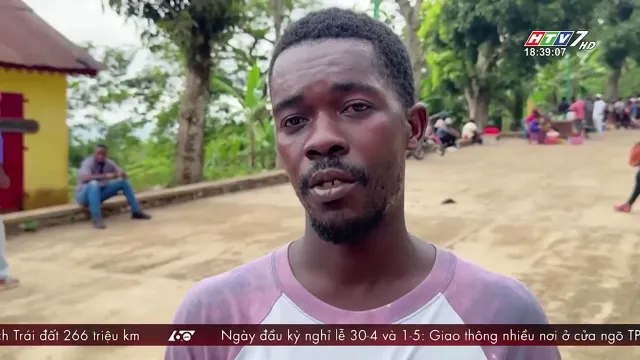 HTV7 HD
18:39:07
ch Trái đất 266 triệu km 60 Ngày đầu kỳ nghỉ lễ 30-4 và 1-5: Giao thông nhiều nơi ở cửa ngõ TP